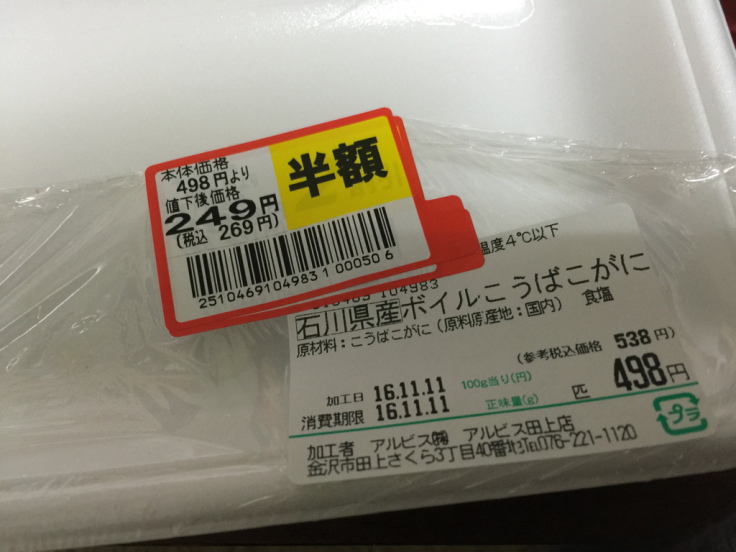 本体価格
498円より
値下後価格
249円
(税込 269円)
半額
2510469104983100050 6
温度4℃以下
104983
石川県産ボイルこうばこがに
原材料：こうばこがに（原料原産地：国内） 食塩
(参考税込価格 538円)
加工日 16.11.11 100g当り(円)
匹 498円
消費期限 16.11.11 正味量(g)
プラ
加工者 アルビス㈱ アルビス田上店
金沢市田上さくら3丁目40番地℡076-221-1120